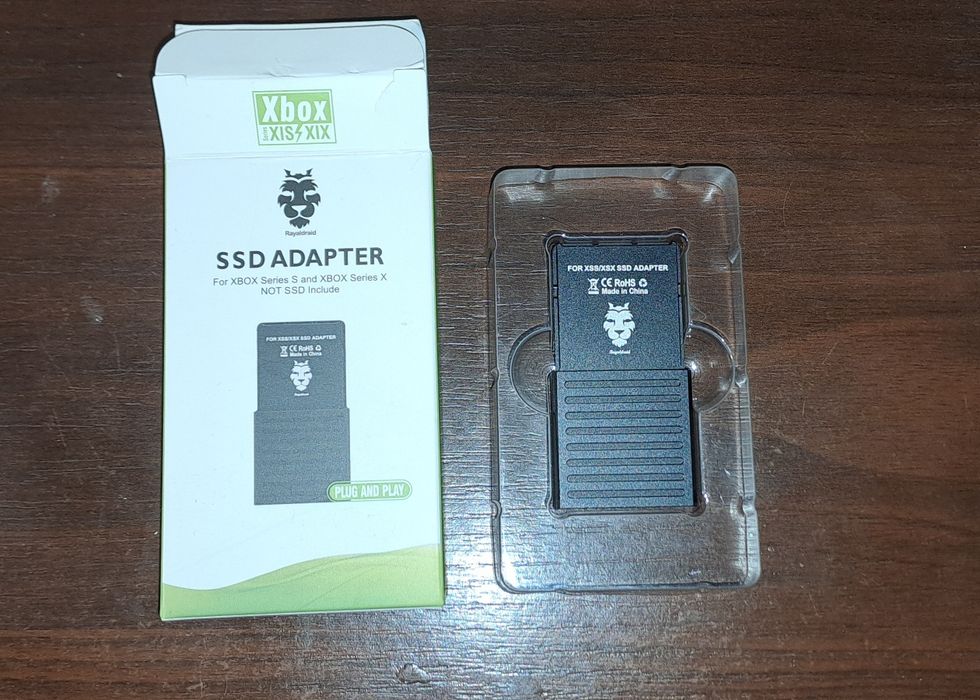 Xbox
Series XIS/XIX
Rayaldraid
SSD ADAPTER
For XBOX Series S and XBOX Series X
NOT SSD Include
FOR XSS/XSX SSD ADAPTER
CE RoHS
Made in China
PLUG AND PLAY
FOR XSS/XSX SSD ADAPTER
CE RoHS
Made in China
Rayaldraid